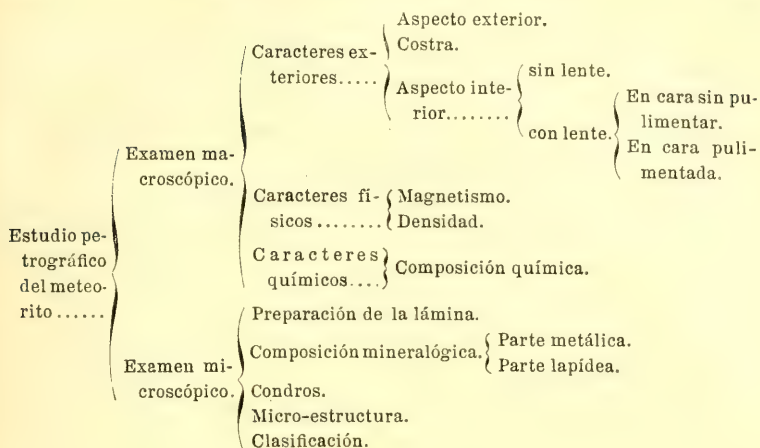 Estudio pe-
trográfico
del meteo-
rito......
Examen ma-
croscópico.
Caracteres ex-
teriores.....
Aspecto exterior.
Costra.
Aspecto inte-
rior........
sin lente.
con lente.
En cara sin pu-
limentar.
En cara puli-
mentada.
Caracteres fí-
sicos........
Magnetismo.
Densidad.
Caracteres
químicos....
Composición química.
Examen mi-
croscópico.
Preparación de la lámina.
Composición mineralógica.
Parte metálica.
Parte lapídea.
Condros.
Micro-estructura.
Clasificación.